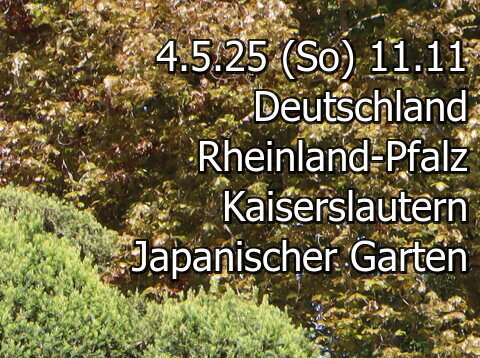 4.5.25 (So) 11.11
Deutschland
Rheinland-Pfalz
Kaiserslautern
Japanischer Garten